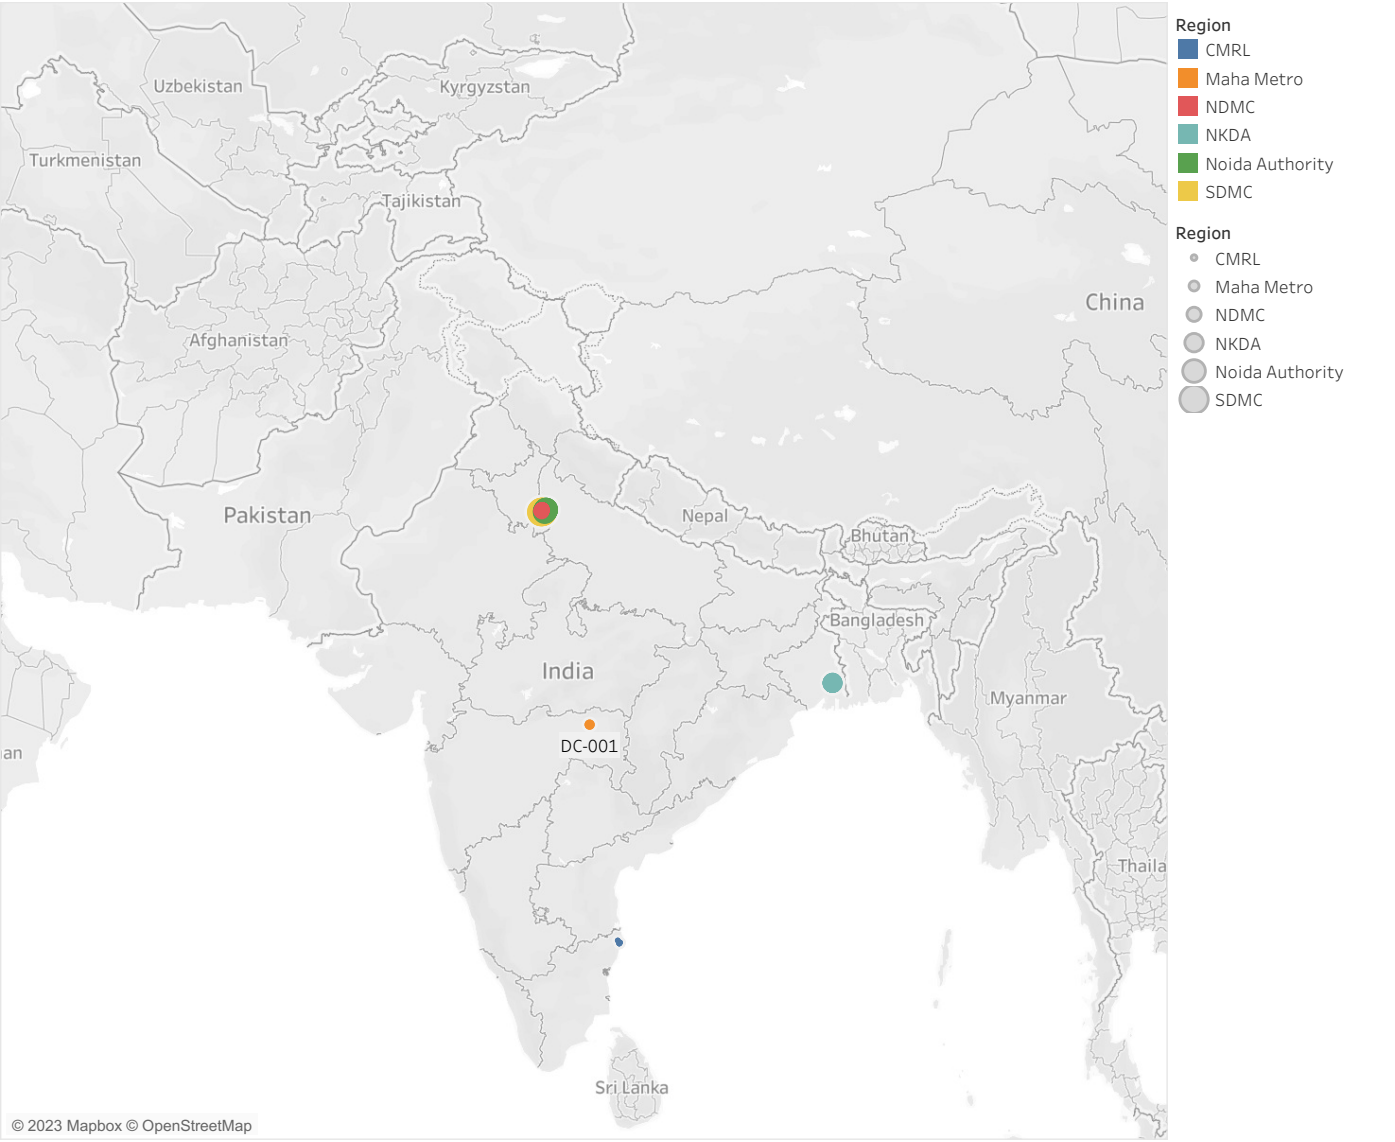 Uzbekistan
Kyrgyzstan
Turkmenistan
Tajikistan
China
Afghanistan
Pakistan
Nepal
Bhutan
Bangladesh
India
Myanmar
DC-001
an
Thaila
Sri Lanka
© 2023 Mapbox © OpenStreetMap
Region
CMRL
Maha Metro
NDMC
NKDA
Noida Authority
SDMC
Region
CMRL
Maha Metro
NDMC
NKDA
Noida Authority
SDMC